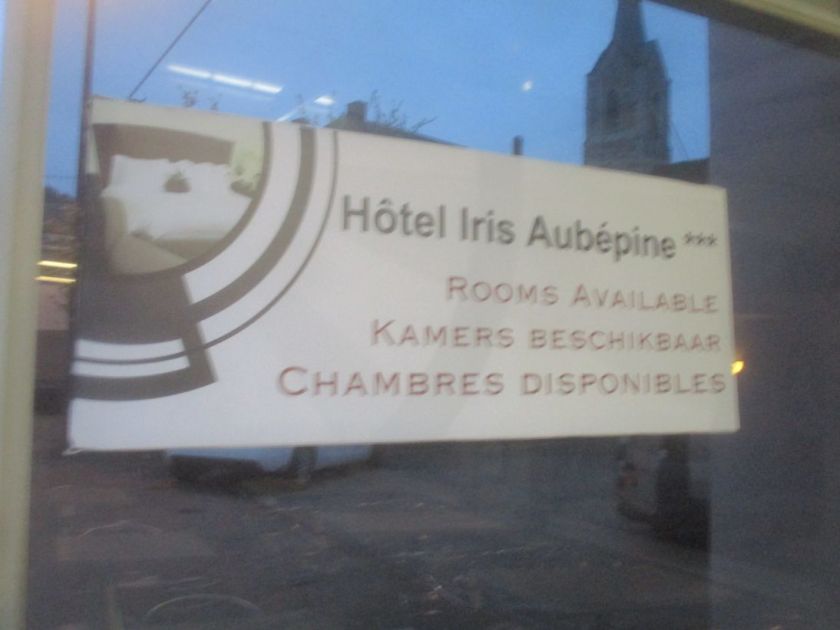 Hôtel Iris Aubépine ***
ROOMS AVAILABLE
KAMERS BESCHIKBAAR
CHAMBRES DISPONIBLES